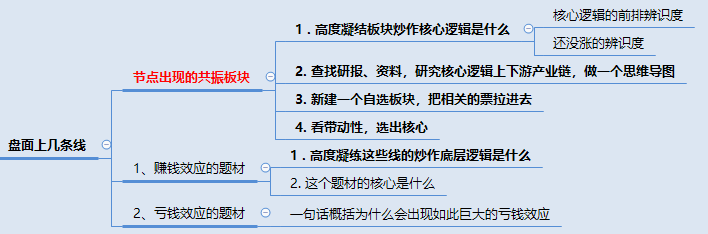 盘面上几条线
节点出现的共振板块
1．高度凝结板块炒作核心逻辑是什么
核心逻辑的前排辨识度
还没涨的辨识度
2. 查找研报、资料，研究核心逻辑上下游产业链，做一个思维导图
3. 新建一个自选板块，把相关的票拉进去
4. 看带动性，选出核心
1、赚钱效应的题材
1．高度凝练这些线的炒作底层逻辑是什么
2. 这个题材的核心是什么
2、亏钱效应的题材
一句话概括为什么会出现如此巨大的亏钱效应